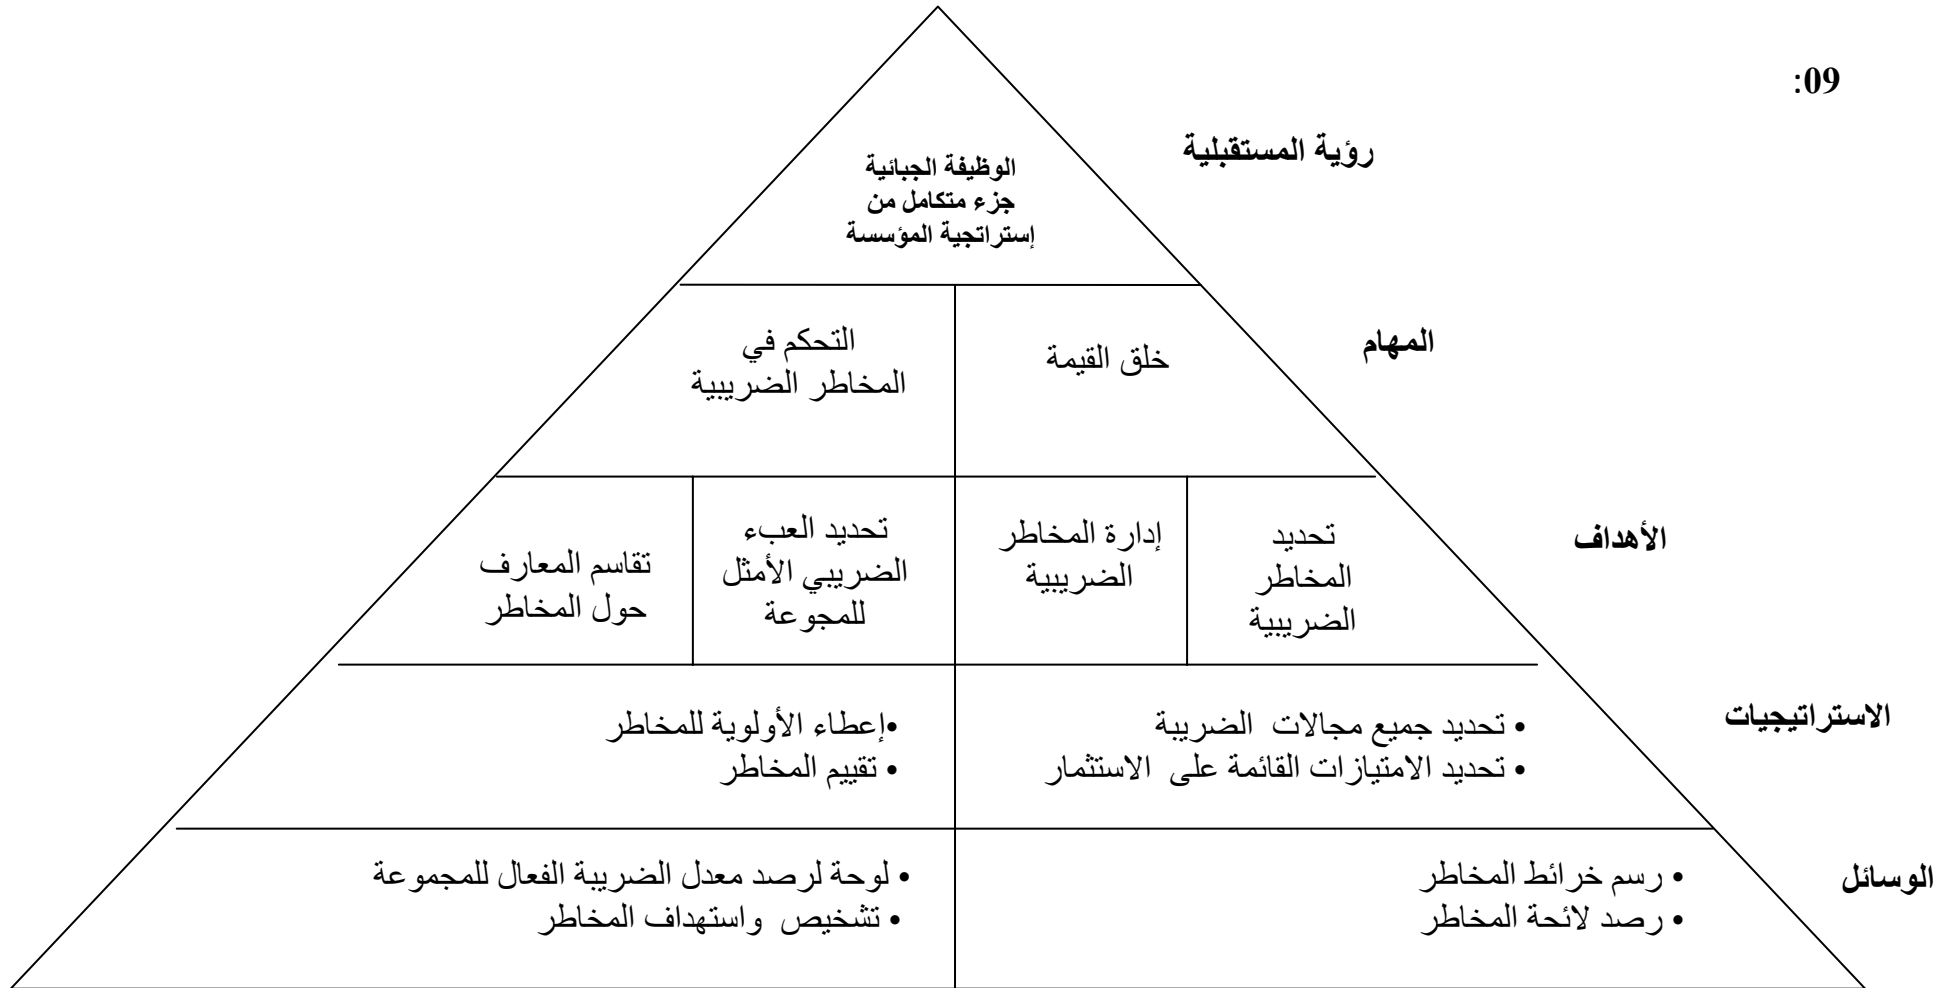 09:
رؤية المستقبلية
الوظيفة الجبائية
جزء متكامل من
إستراتجية المؤسسة
المهام
خلق القيمة
التحكم في
المخاطر الضريبية
الأهداف
تحديد
المخاطر
الضريبية
إدارة المخاطر
الضريبية
تحديد العبء
الضريبي الأمثل
للمجوعة
تقاسم المعارف
حول المخاطر
الاستراتيجيات
• تحديد جميع مجالات الضريبة
• تحديد الامتيازات القائمة على الاستثمار
•إعطاء الأولوية للمخاطر
• تقييم المخاطر
الوسائل
• رسم خرائط المخاطر
• رصد لائحة المخاطر
• لوحة لرصد معدل الضريبة الفعال للمجموعة
• تشخيص واستهداف المخاطر